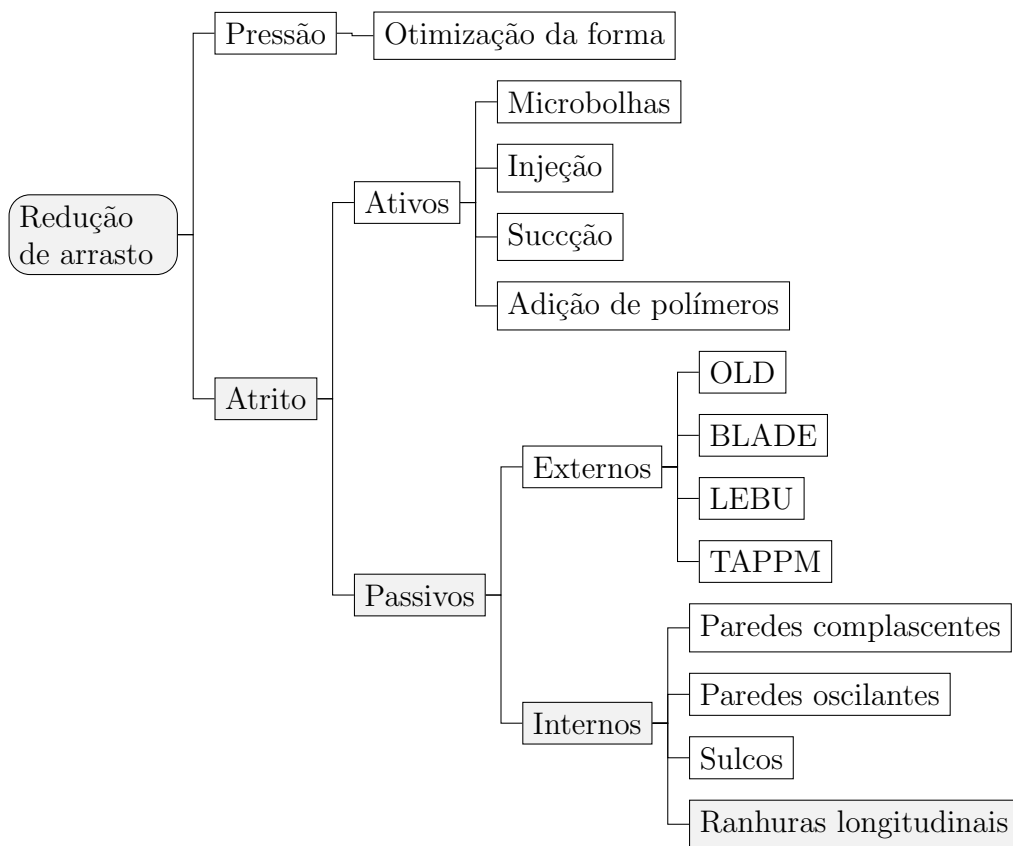 Pressão
Otimização da forma
Microbolhas
Injeção
Ativos
Redução
de arrasto
Succção
Adição de polímeros
OLD
Atrito
BLADE
Externos
LEBU
TAPPM
Passivos
Paredes complascentes
Paredes oscilantes
Internos
Sulcos
Ranhuras longitudinais